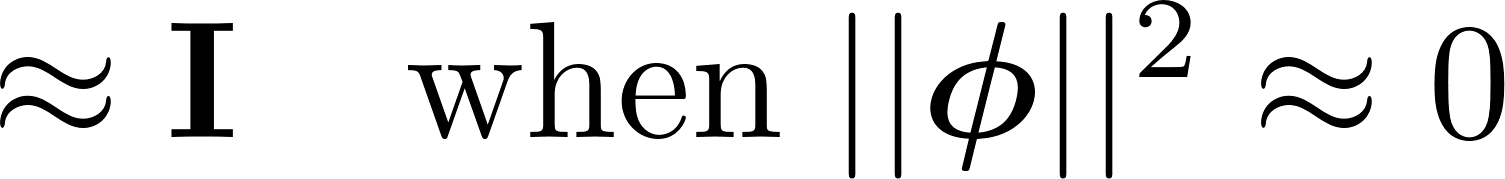 ≈ I when ||ϕ||² ≈ 0